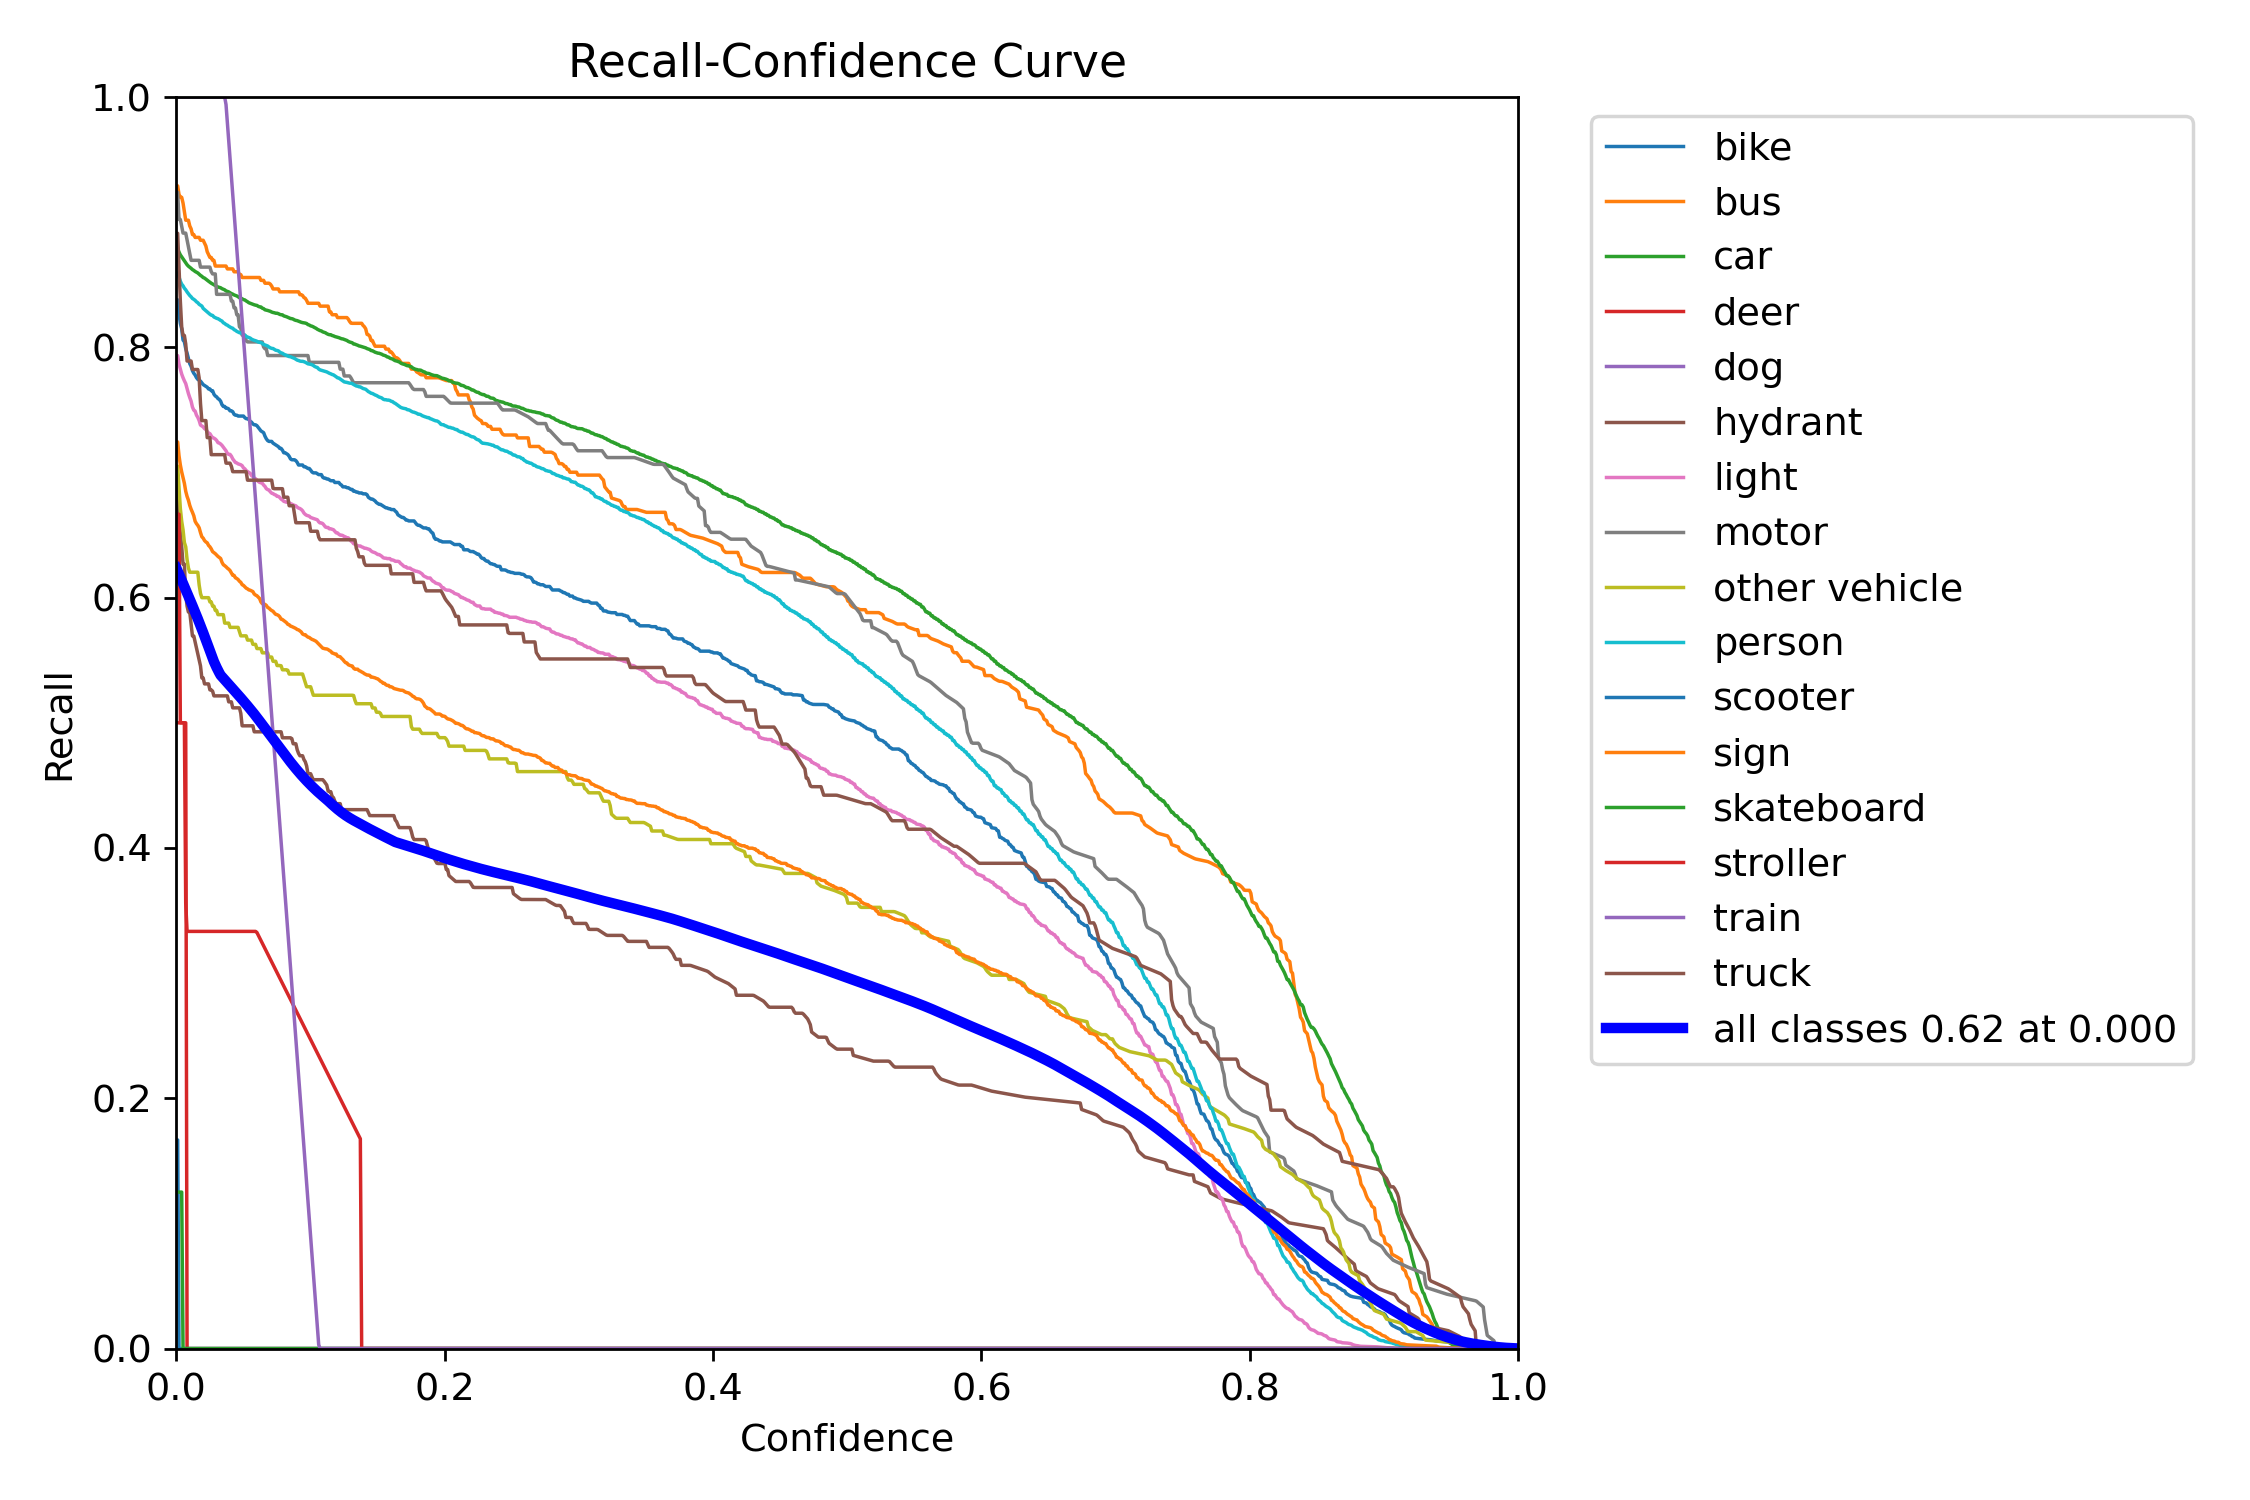 Recall-Confidence Curve
1.0
0.8
0.6
0.4
0.2
0.0
Recall
0.0 0.2 0.4 0.6 0.8 1.0
Confidence
bike
bus
car
deer
dog
hydrant
light
motor
other vehicle
person
scooter
sign
skateboard
stroller
train
truck
all classes 0.62 at 0.000